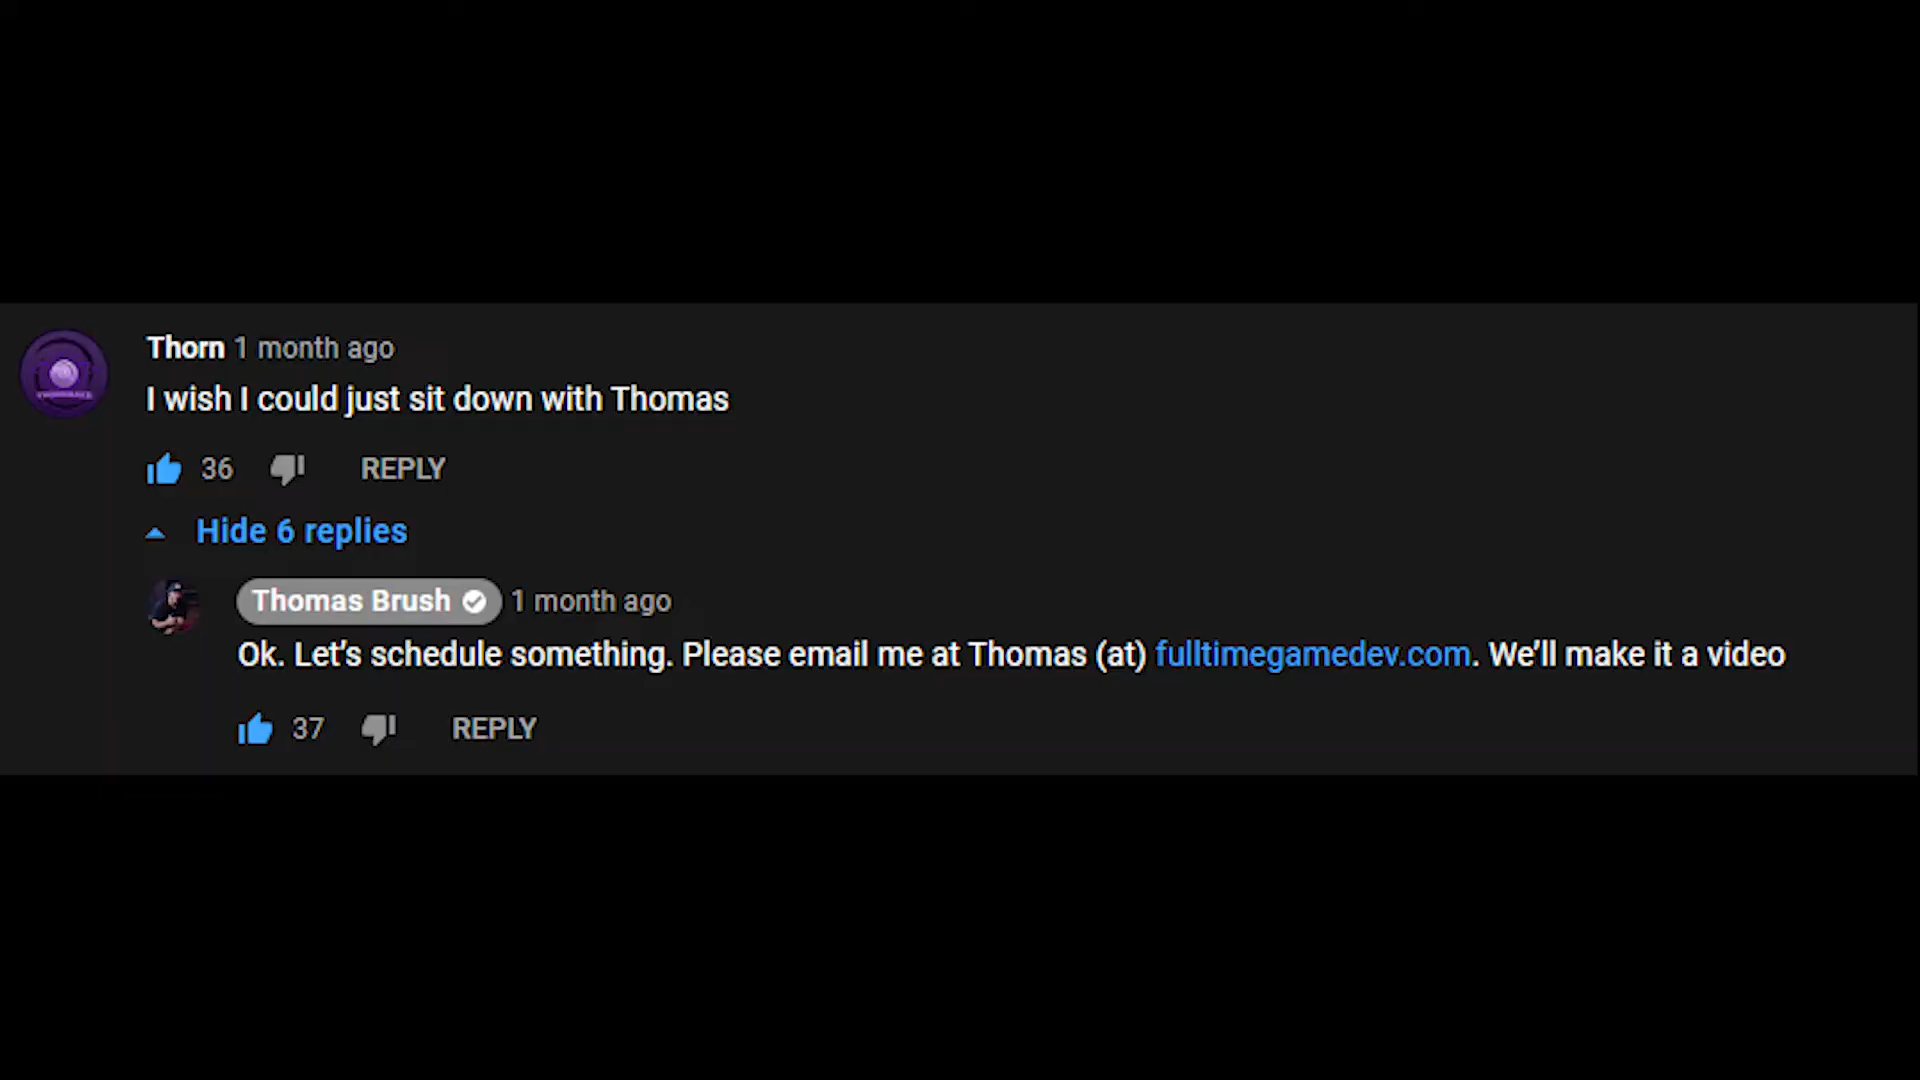 Thorn 1 month ago
I wish I could just sit down with Thomas
36 REPLY
Hide 6 replies
Thomas Brush 1 month ago
Ok. Let's schedule something. Please email me at Thomas (at) fulltimegamedev.com. We'll make it a video
37 REPLY